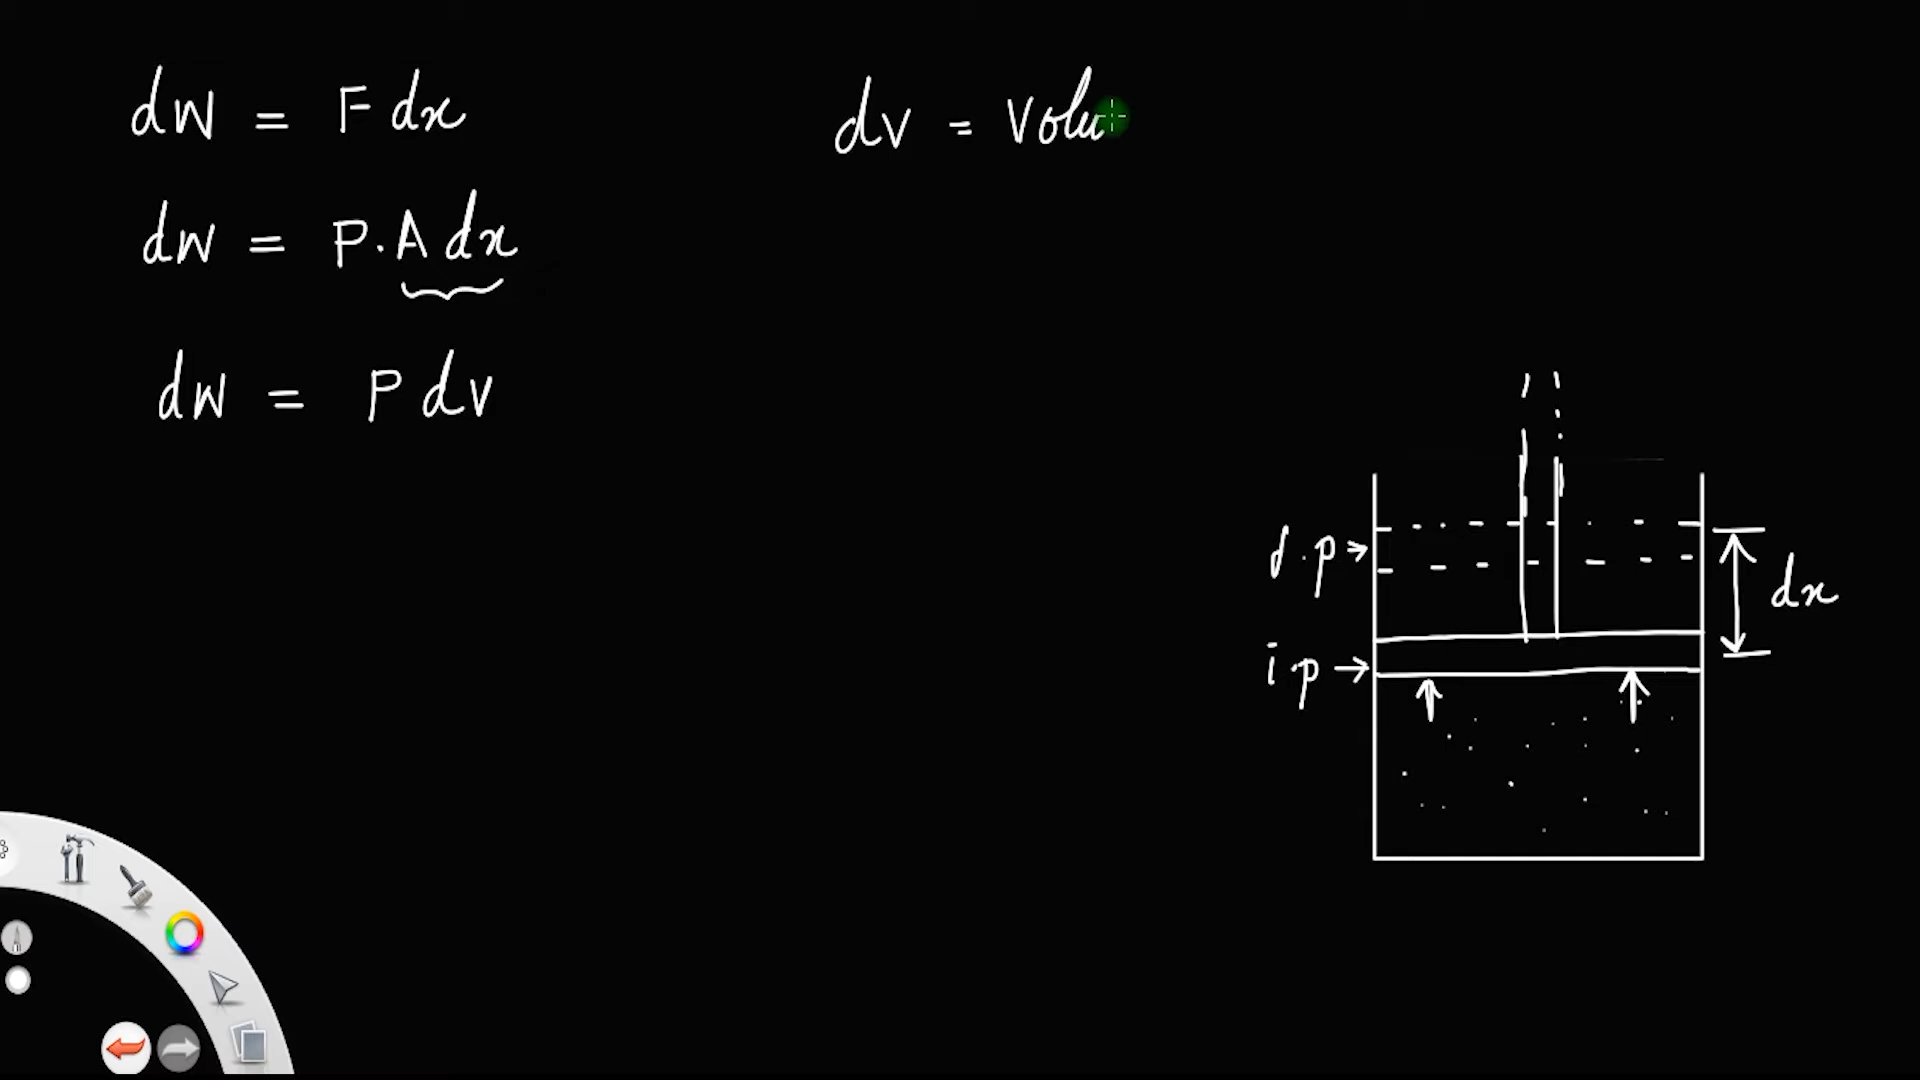 dW = F dx
dv = Volu
dW = P.A dx
dW = P dv
f.p →
dx
i.p →